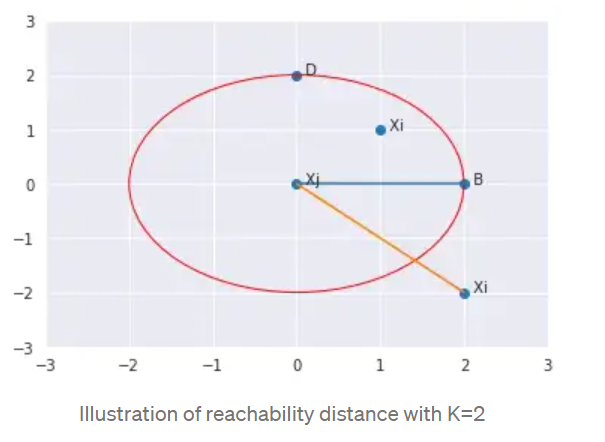 3
2
D
1
Xi
0
Xj
B
−1
−2
Xi
−3
−3
−2
−1
0
1
2
3
Illustration of reachability distance with K=2